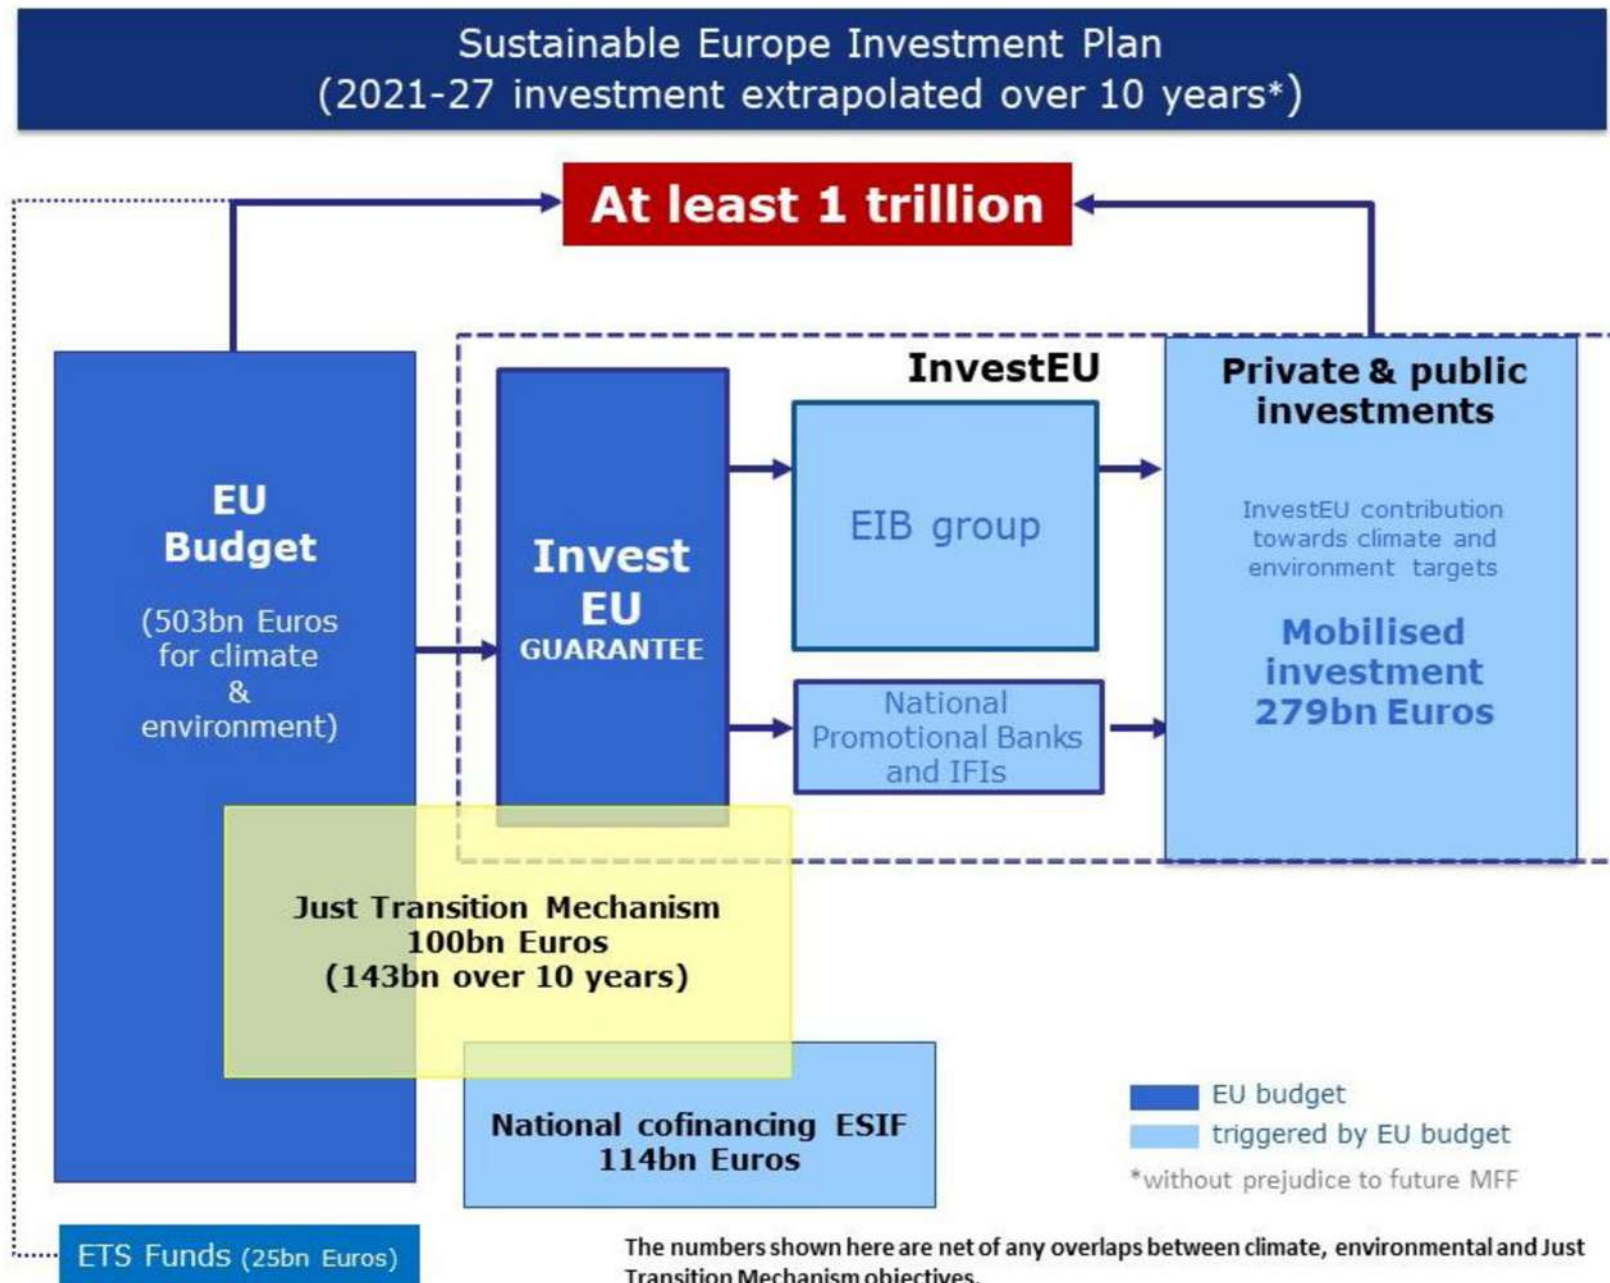 Sustainable Europe Investment Plan
(2021-27 investment extrapolated over 10 years*)
At least 1 trillion
EU
Budget
(503bn Euros
for climate
&
environment)
Invest
EU
GUARANTEE
InvestEU
EIB group
National
Promotional Banks
and IFIs
Private & public
investments
InvestEU contribution
towards climate and
environment targets
Mobilised
investment
279bn Euros
Just Transition Mechanism
100bn Euros
(143bn over 10 years)
National cofinancing ESIF
114bn Euros
EU budget
triggered by EU budget
*without prejudice to future MFF
ETS Funds (25bn Euros)
The numbers shown here are net of any overlaps between climate, environmental and Just
Transition Mechanism objectives.